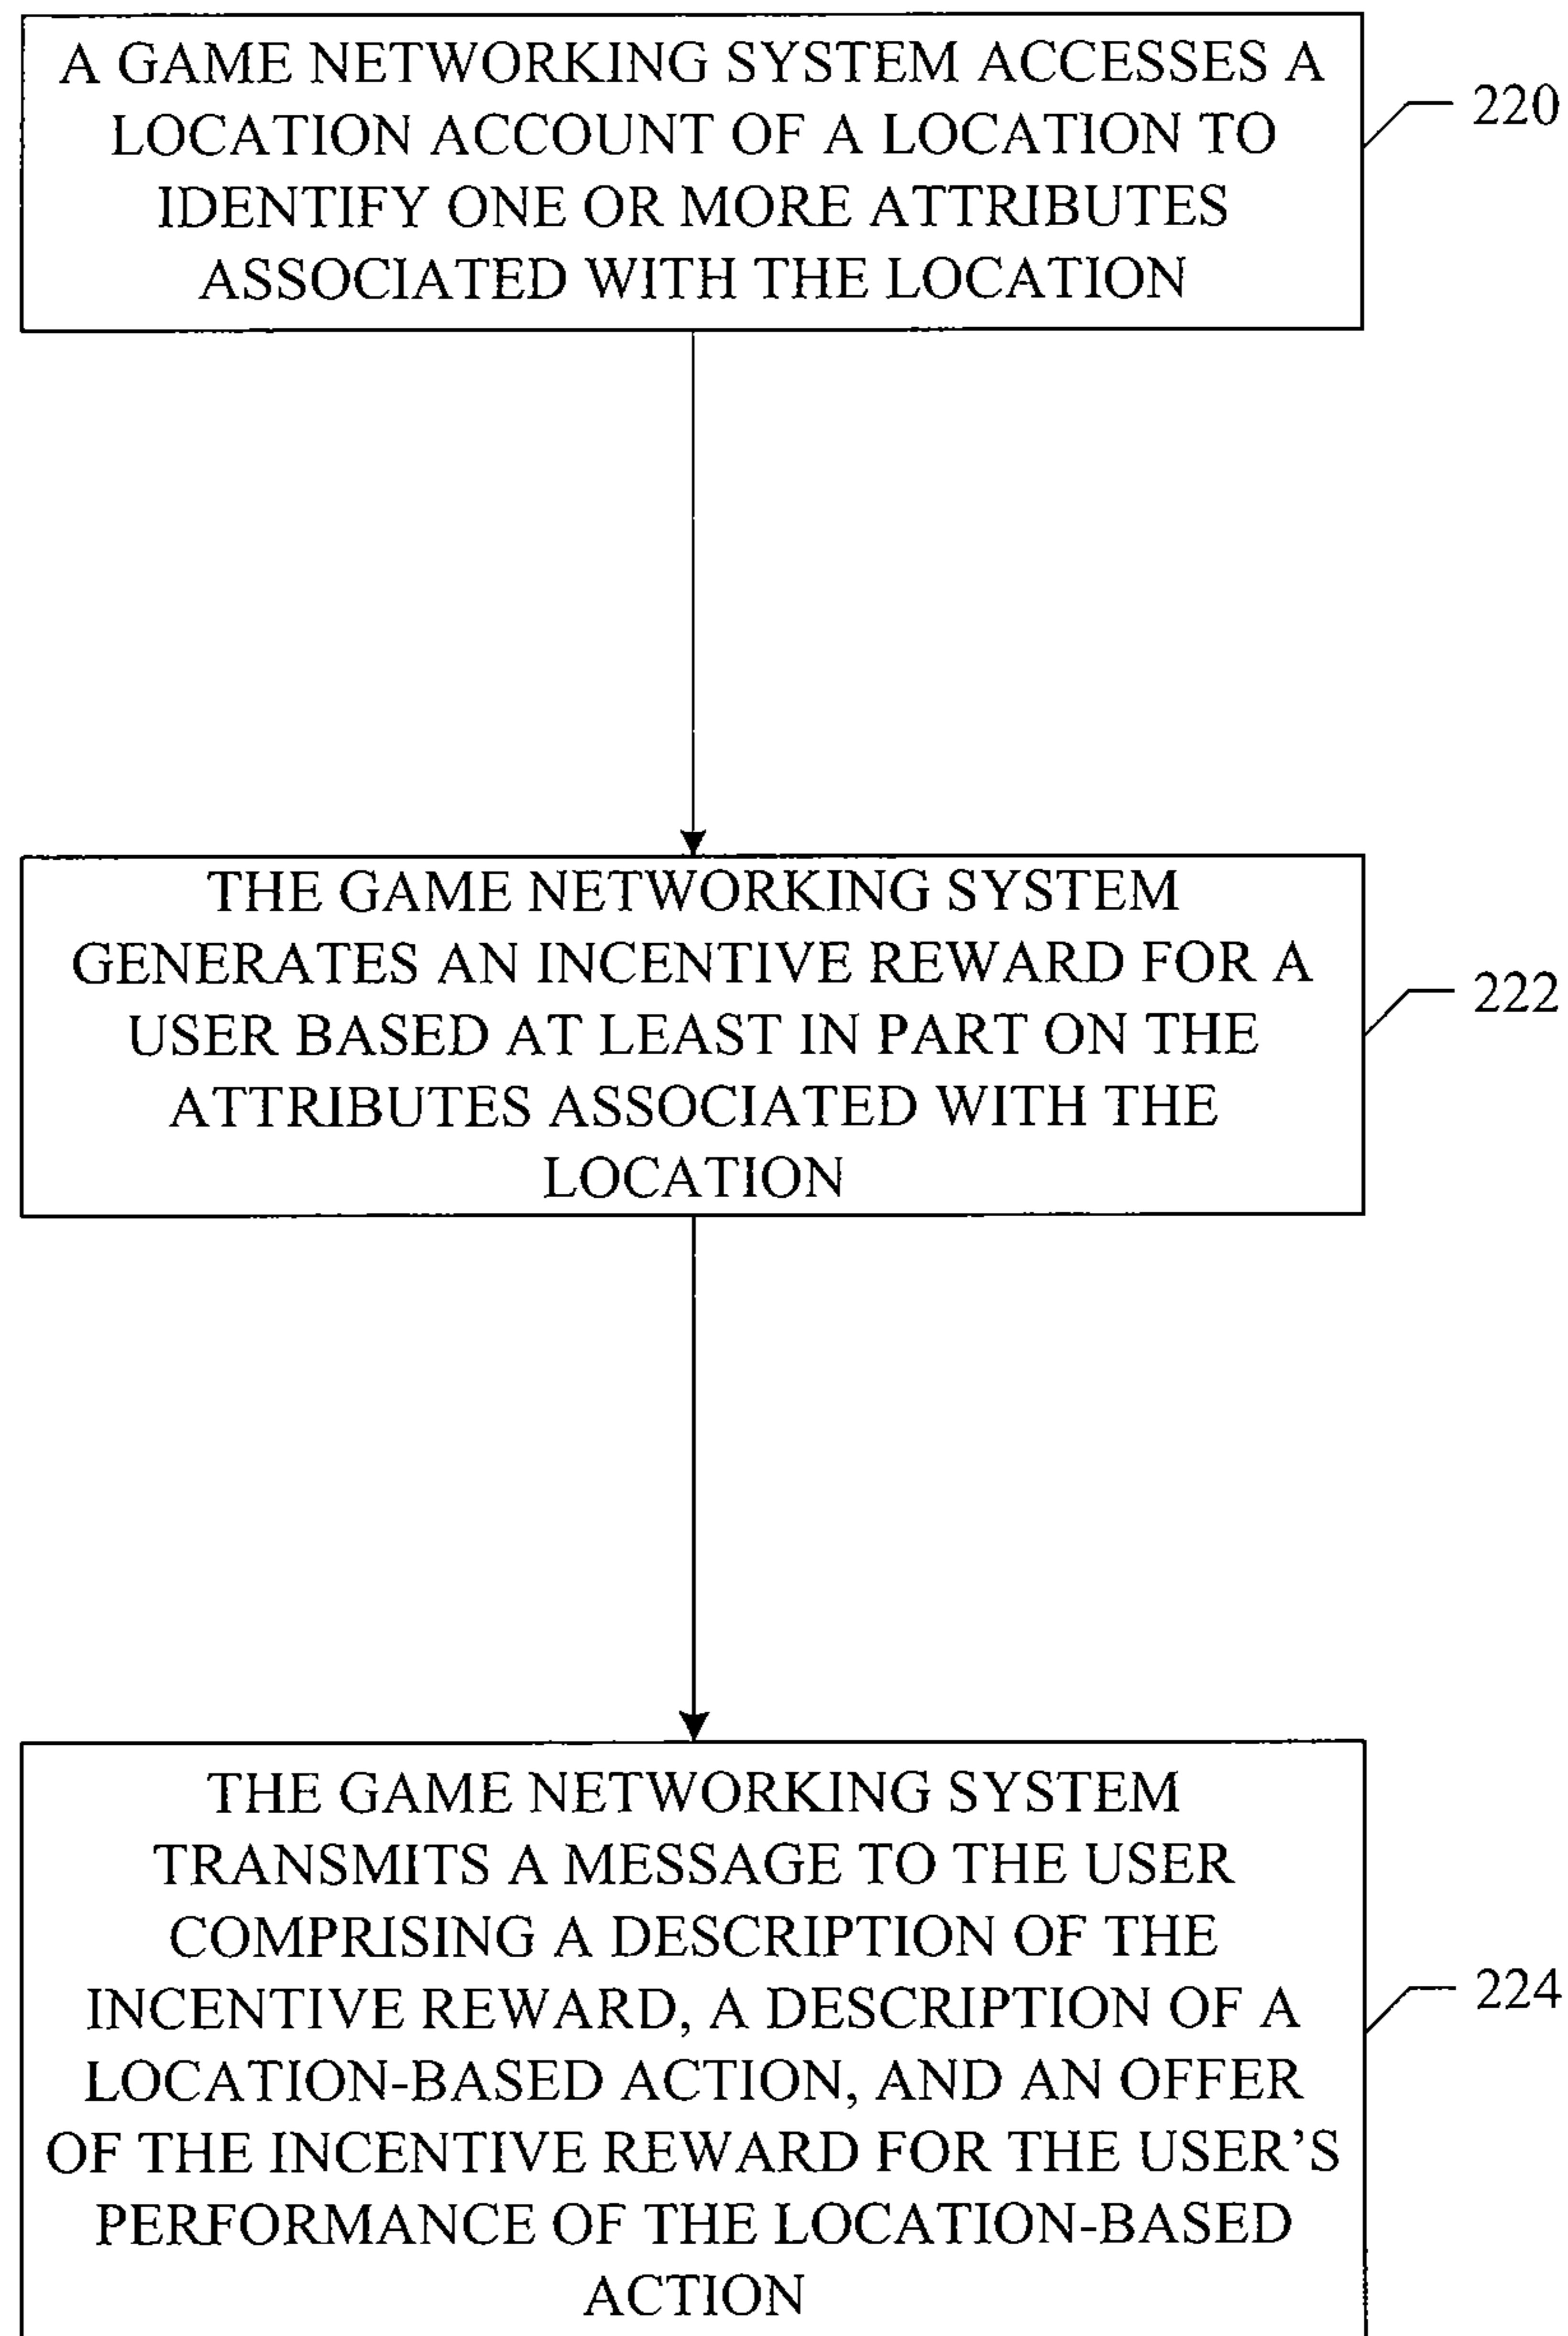 A GAME NETWORKING SYSTEM ACCESSES A
LOCATION ACCOUNT OF A LOCATION TO
IDENTIFY ONE OR MORE ATTRIBUTES
ASSOCIATED WITH THE LOCATION
220
THE GAME NETWORKING SYSTEM
GENERATES AN INCENTIVE REWARD FOR A
USER BASED AT LEAST IN PART ON THE
ATTRIBUTES ASSOCIATED WITH THE
LOCATION
222
THE GAME NETWORKING SYSTEM
TRANSMITS A MESSAGE TO THE USER
COMPRISING A DESCRIPTION OF THE
INCENTIVE REWARD, A DESCRIPTION OF A
LOCATION-BASED ACTION, AND AN OFFER
OF THE INCENTIVE REWARD FOR THE USER’S
PERFORMANCE OF THE LOCATION-BASED
ACTION
224